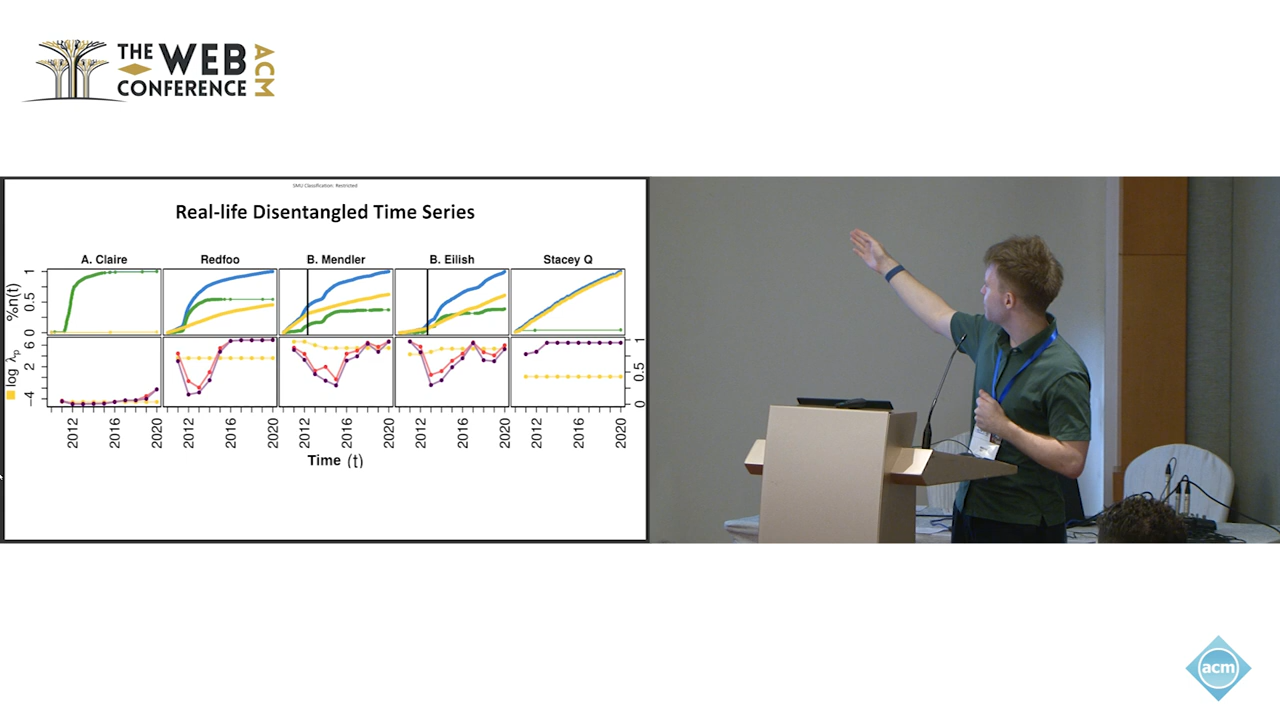 THE WEB
CONFERENCE
ACM
SMU Classification: Restricted
Real-life Disentangled Time Series
A. Claire
Redfoo
B. Mendler
B. Eilish
Stacey Q
%n(t)
1
0.5
0
log λp
6
2
−4
1
0.5
0
2012 2016 2020 2012 2016 2020 2012 2016 2020 2012 2016 2020 2012 2016 2020
Time (t)
acm